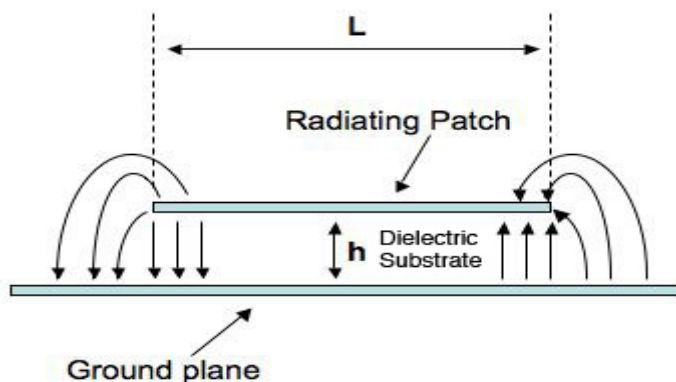 L
Radiating Patch
h
Dielectric
Substrate
Ground plane